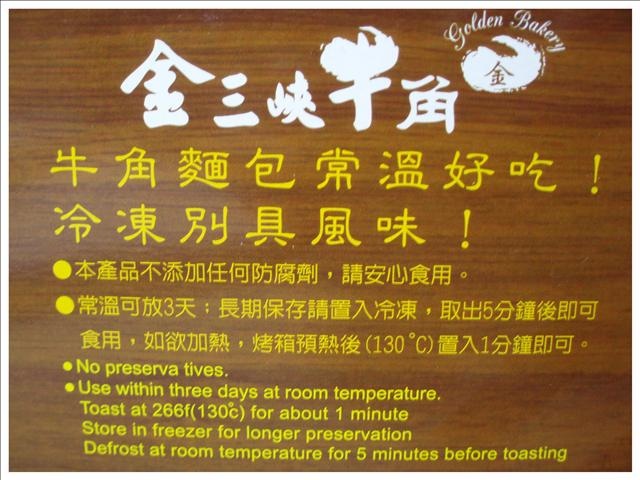 Golden Bakery
金
金三峽牛角
牛角麵包常溫好吃！
冷凍別具風味！
●本產品不添加任何防腐劑，請安心食用。
●常溫可放3天；長期保存請置入冷凍，取出5分鐘後即可
食用，如欲加熱，烤箱預熱後(130℃)置入1分鐘即可。
●No preserva tives.
●Use within three days at room temperature.
Toast at 266f(130℃) for about 1 minute
Store in freezer for longer preservation
Defrost at room temperature for 5 minutes before toasting